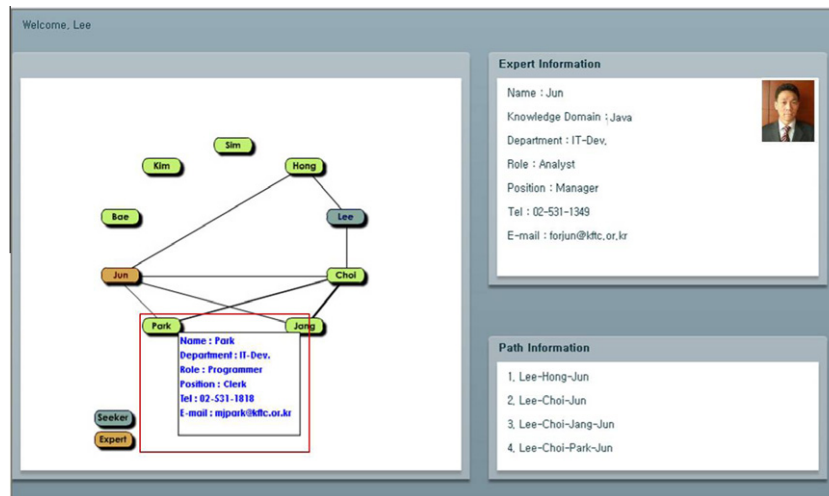 Welcome, Lee
Sim
Kim
Hong
Bae
Lee
Jun
Choi
Park
Jang
Name : Park
Department : IT-Dev.
Role : Programmer
Position : Clerk
Tel : 02-531-1818
E-mail : mjpark@kftc.or.kr
Seeker
Expert
Expert Information
Name : Jun
Knowledge Domain : Java
Department : IT-Dev.
Role : Analyst
Position : Manager
Tel : 02-531-1349
E-mail : forjun@kftc.or.kr
Path Information
1. Lee-Hong-Jun
2. Lee-Choi-Jun
3. Lee-Choi-Jang-Jun
4. Lee-Choi-Park-Jun